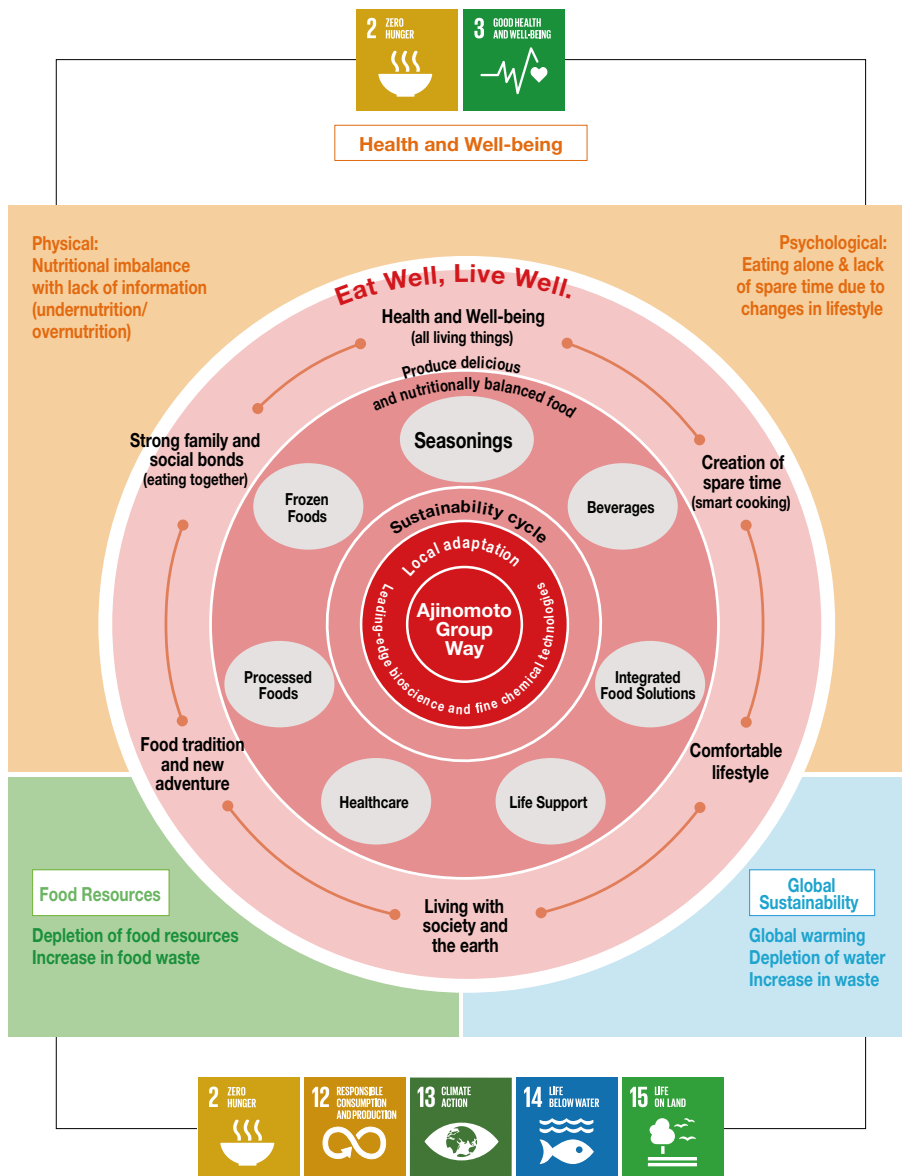 2 ZERO
HUNGER
3 GOOD HEALTH
AND WELL-BEING
Health and Well-being
Physical:
Nutritional imbalance
with lack of information
(undernutrition/
overnutrition)
Psychological:
Eating alone & lack
of spare time due to
changes in lifestyle
Eat Well, Live Well.
Health and Well-being
(all living things)
Produce delicious
and nutritionally balanced food
Strong family and
social bonds
(eating together)
Creation of
spare time
(smart cooking)
Seasonings
Frozen
Foods
Beverages
Sustainability cycle
Local adaptation
Leading-edge bioscience and fine chemical technologies
Ajinomoto
Group
Way
Processed
Foods
Integrated
Food Solutions
Food tradition
and new
adventure
Comfortable
lifestyle
Healthcare
Life Support
Living with
society and
the earth
Food Resources
Depletion of food resources
Increase in food waste
Global
Sustainability
Global warming
Depletion of water
Increase in waste
2 ZERO
HUNGER
12 RESPONSIBLE
CONSUMPTION
AND PRODUCTION
13 CLIMATE
ACTION
14 LIFE
BELOW WATER
15 LIFE
ON LAND